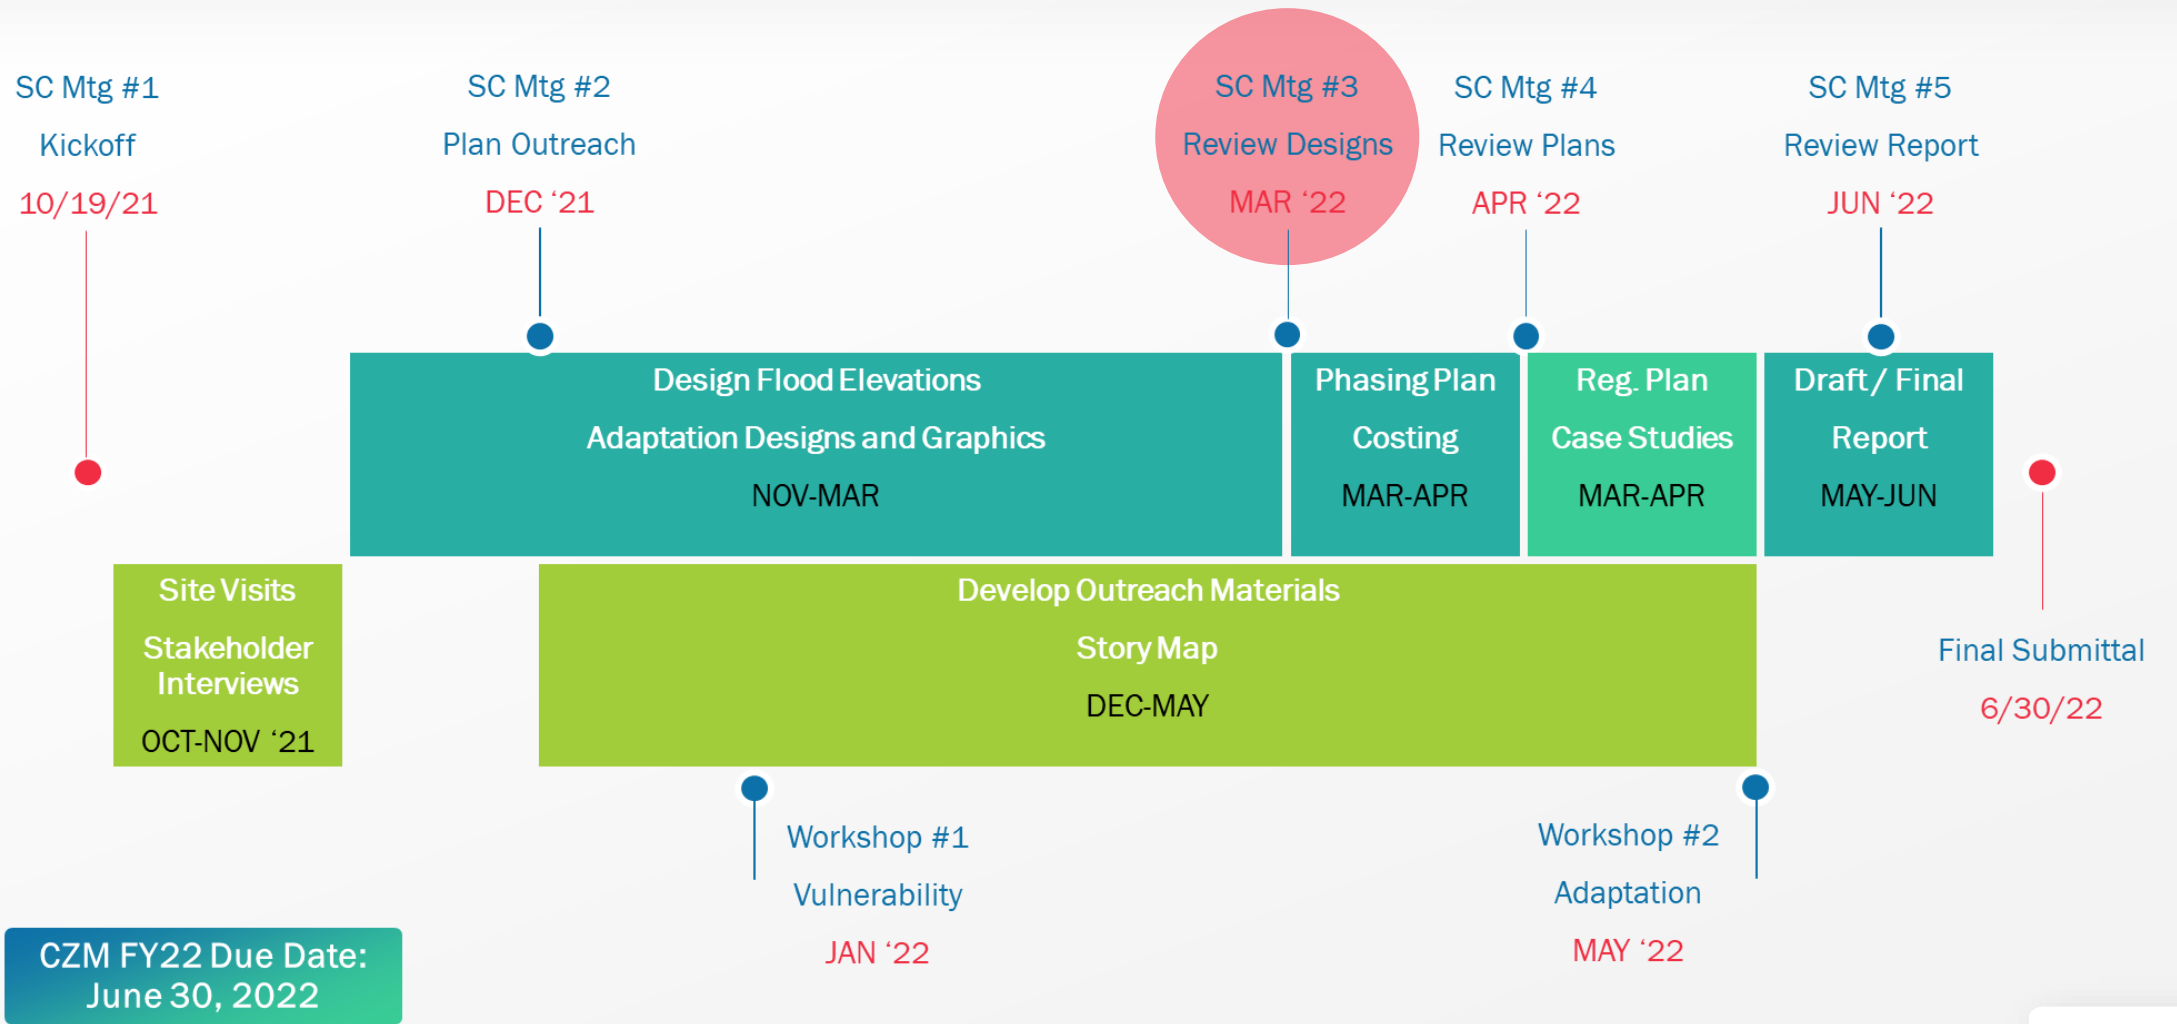 SC Mtg #1
Kickoff
10/19/21
SC Mtg #2
Plan Outreach
DEC ‘21
SC Mtg #3
Review Designs
MAR ‘22
SC Mtg #4
Review Plans
APR ‘22
SC Mtg #5
Review Report
JUN ‘22
Design Flood Elevations
Adaptation Designs and Graphics
NOV-MAR
Phasing Plan
Costing
MAR-APR
Reg. Plan
Case Studies
MAR-APR
Draft / Final
Report
MAY-JUN
Site Visits
Stakeholder
Interviews
OCT-NOV ‘21
Develop Outreach Materials
Story Map
DEC-MAY
Final Submittal
6/30/22
Workshop #1
Vulnerability
JAN ‘22
Workshop #2
Adaptation
MAY ‘22
CZM FY22 Due Date:
June 30, 2022